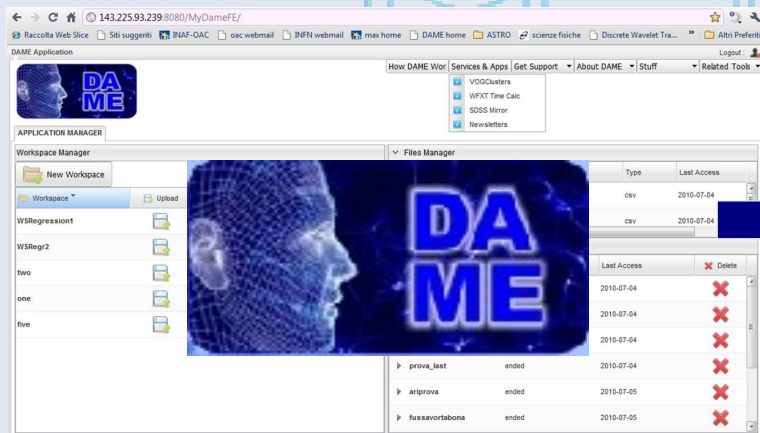 143.225.93.239:8080/MyDameFE/
Raccolta Web Slice Siti suggeriti INAF-OAC oac webmail INFN webmail max home DAME home ASTRO scienze fisiche Discrete Wavelet Tra... » Altri Preferiti
DAME Application Logout:
How DAME Wor Services & Apps Get Support About DAME Stuff Related Tools
DA
ME
VOGClusters
WFXT Time Calc
SDSS Mirror
Newsletters
APPLICATION MANAGER
Workspace Manager Files Manager
New Workspace Type Last Access
Workspace Upload csv 2010-07-04
WSRegression1 csv 2010-07-04
WSRegr2
two
one
five
DA
ME
Last Access Delete
2010-07-04
2010-07-04
2010-07-04
prova_last ended 2010-07-04
ariprova ended 2010-07-05
fussavortabona ended 2010-07-05